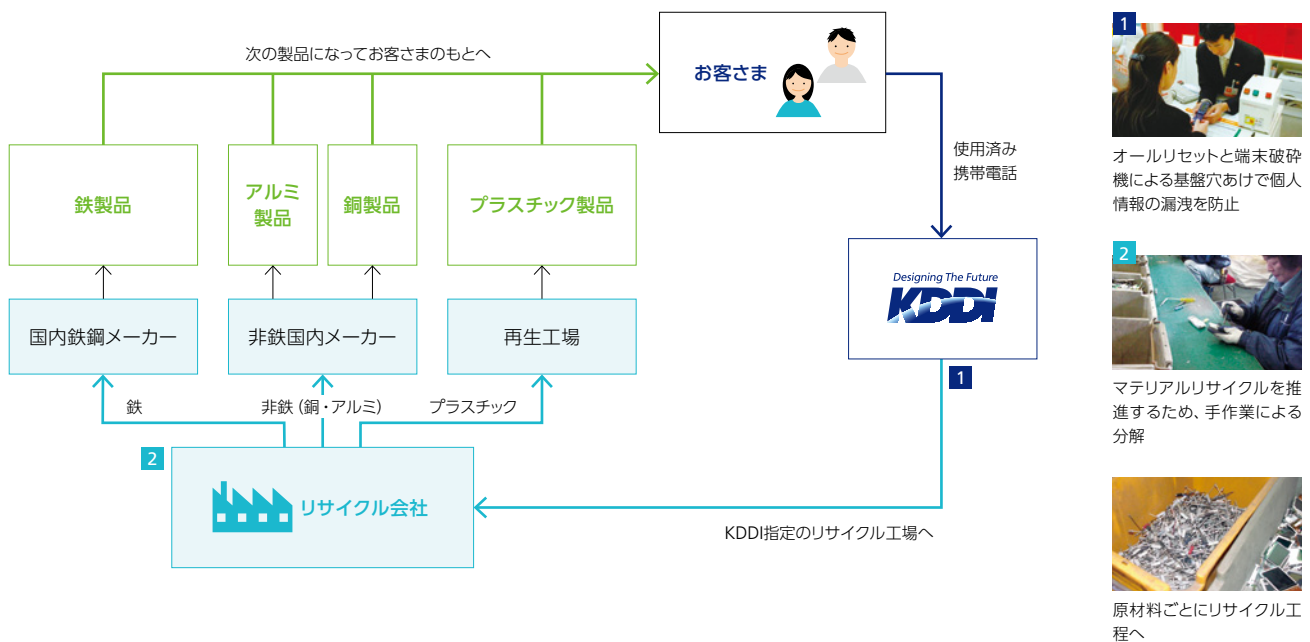 次の製品になってお客さまのもとへ
お客さま
使用済み
携帯電話
鉄製品
アルミ
製品
銅製品
プラスチック製品
Designing The Future
KDDI
国内鉄鋼メーカー
非鉄国内メーカー
再生工場
1
鉄
非鉄 (銅・アルミ)
プラスチック
2
リサイクル会社
KDDI指定のリサイクル工場へ
1
オールリセットと端末破砕
機による基盤穴あけで個人
情報の漏洩を防止
2
マテリアルリサイクルを推
進するため、手作業による
分解
原材料ごとにリサイクル工
程へ